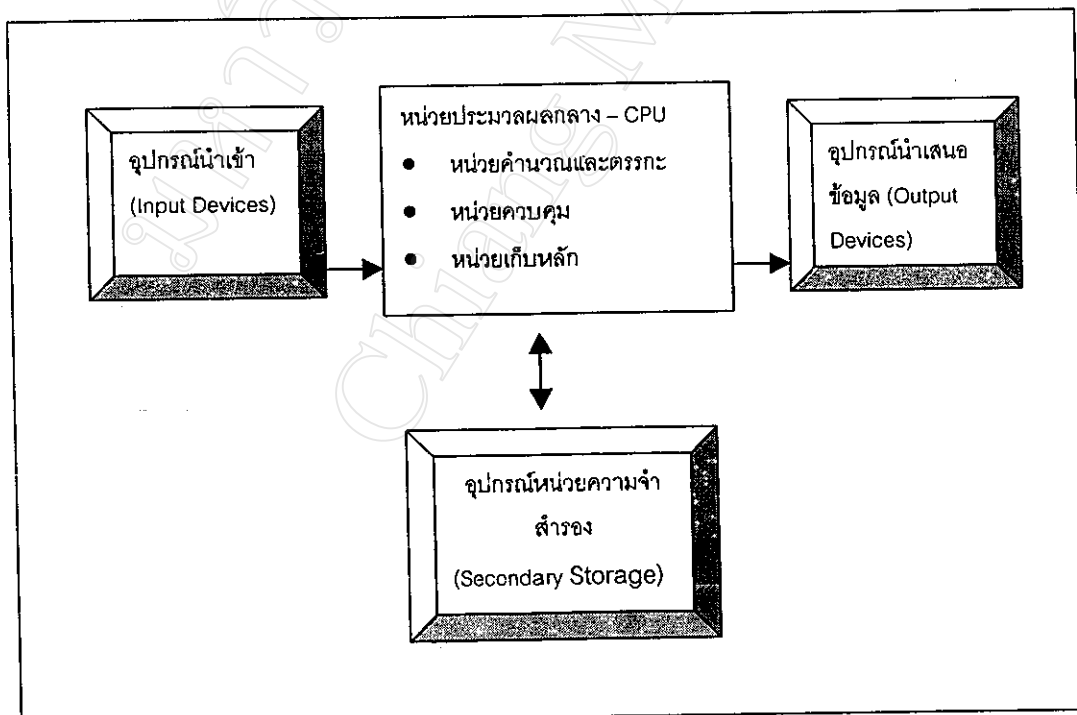 อุปกรณ์นำเข้า
(Input Devices)
หน่วยประมวลผลกลาง – CPU
● หน่วยคำนวณและตรรกะ
● หน่วยควบคุม
● หน่วยเก็บหลัก
อุปกรณ์นำเสนอ
ข้อมูล (Output
Devices)
อุปกรณ์หน่วยความจำ
สำรอง
(Secondary Storage)
Chiang M